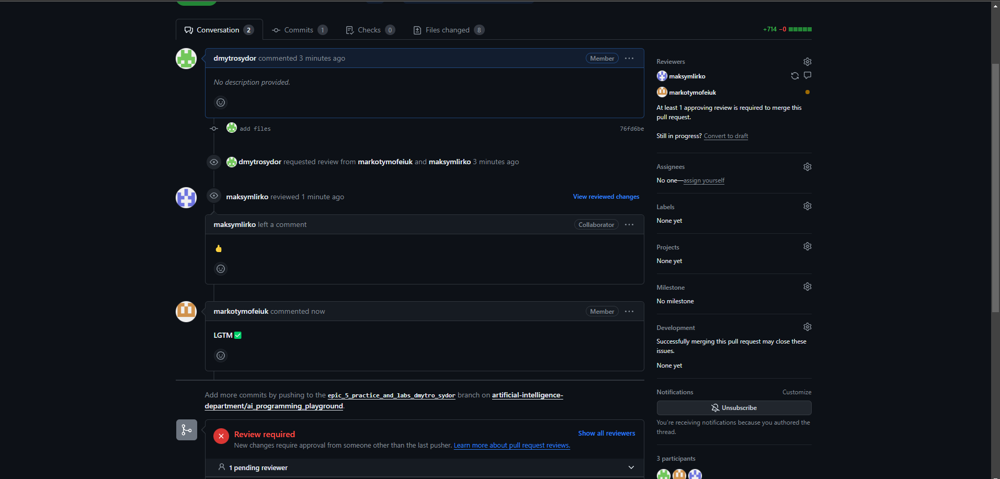 Conversation 2
Commits 1
Checks 0
Files changed 8
+714 −0
dmytrosydor commented 3 minutes ago
Member
No description provided.
add files
76fd6be
dmytrosydor requested review from markotymofeiuk and maksymlirko 3 minutes ago
maksymlirko reviewed 1 minute ago
View reviewed changes
maksymlirko left a comment
Collaborator
👍
markotymofeiuk commented now
Member
LGTM ✅
Add more commits by pushing to the epic_5_practice_and_labs_dmytro_sydor branch on artificial-intelligence-
department/ai_programming_playground.
Review required
Show all reviewers
New changes require approval from someone other than the last pusher. Learn more about pull request reviews.
1 pending reviewer
Reviewers
maksymlirko
markotymofeiuk
At least 1 approving review is required to merge this
pull request.
Still in progress? Convert to draft
Assignees
No one—assign yourself
Labels
None yet
Projects
None yet
Milestone
No milestone
Development
Successfully merging this pull request may close these
issues.
None yet
Notifications
Customize
Unsubscribe
You're receiving notifications because you authored the
thread.
3 participants